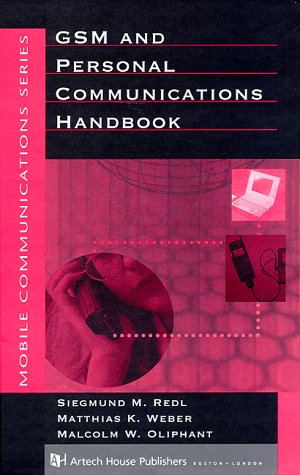 MOBILE COMMUNICATIONS SERIES
GSM AND
PERSONAL
COMMUNICATIONS
HANDBOOK
SIEGMUND M. REDL
MATTHIAS K. WEBER
MALCOLM W. OLIPHANT
AH Artech House Publishers
BOSTON • LONDON